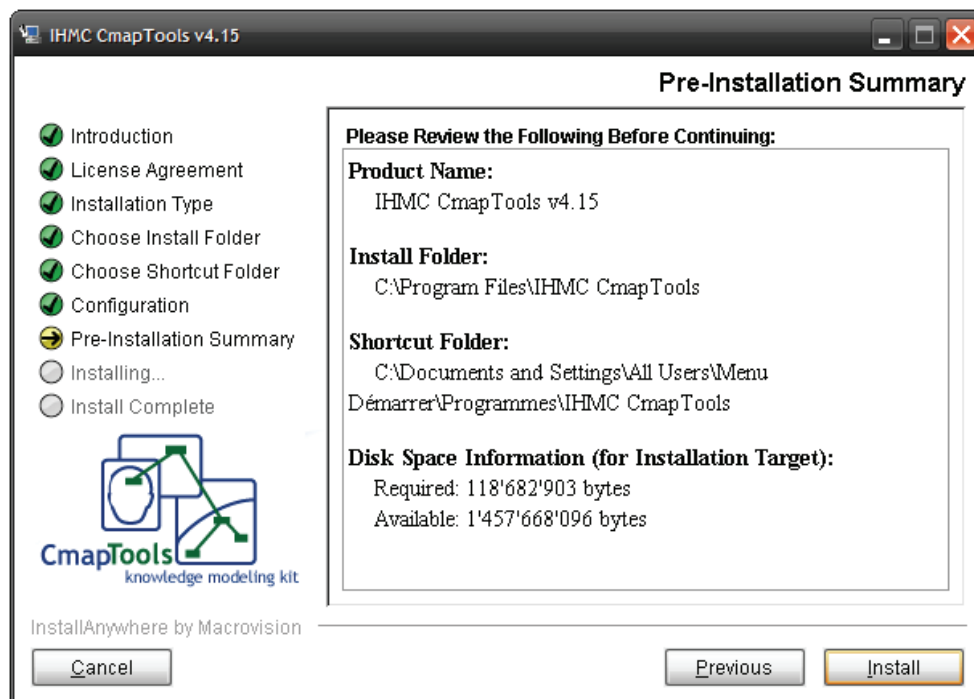 IHMC CmapTools v4.15
Pre-Installation Summary
Introduction
License Agreement
Installation Type
Choose Install Folder
Choose Shortcut Folder
Configuration
Pre-Installation Summary
Installing...
Install Complete
CmapTools
knowledge modeling kit
Please Review the Following Before Continuing:
Product Name:
IHMC CmapTools v4.15
Install Folder:
C:\Program Files\IHMC CmapTools
Shortcut Folder:
C:\Documents and Settings\All Users\Menu
Démarrer\Programmes\IHMC CmapTools
Disk Space Information (for Installation Target):
Required: 118'682'903 bytes
Available: 1'457'668'096 bytes
InstallAnywhere by Macrovision
Cancel
Previous
Install